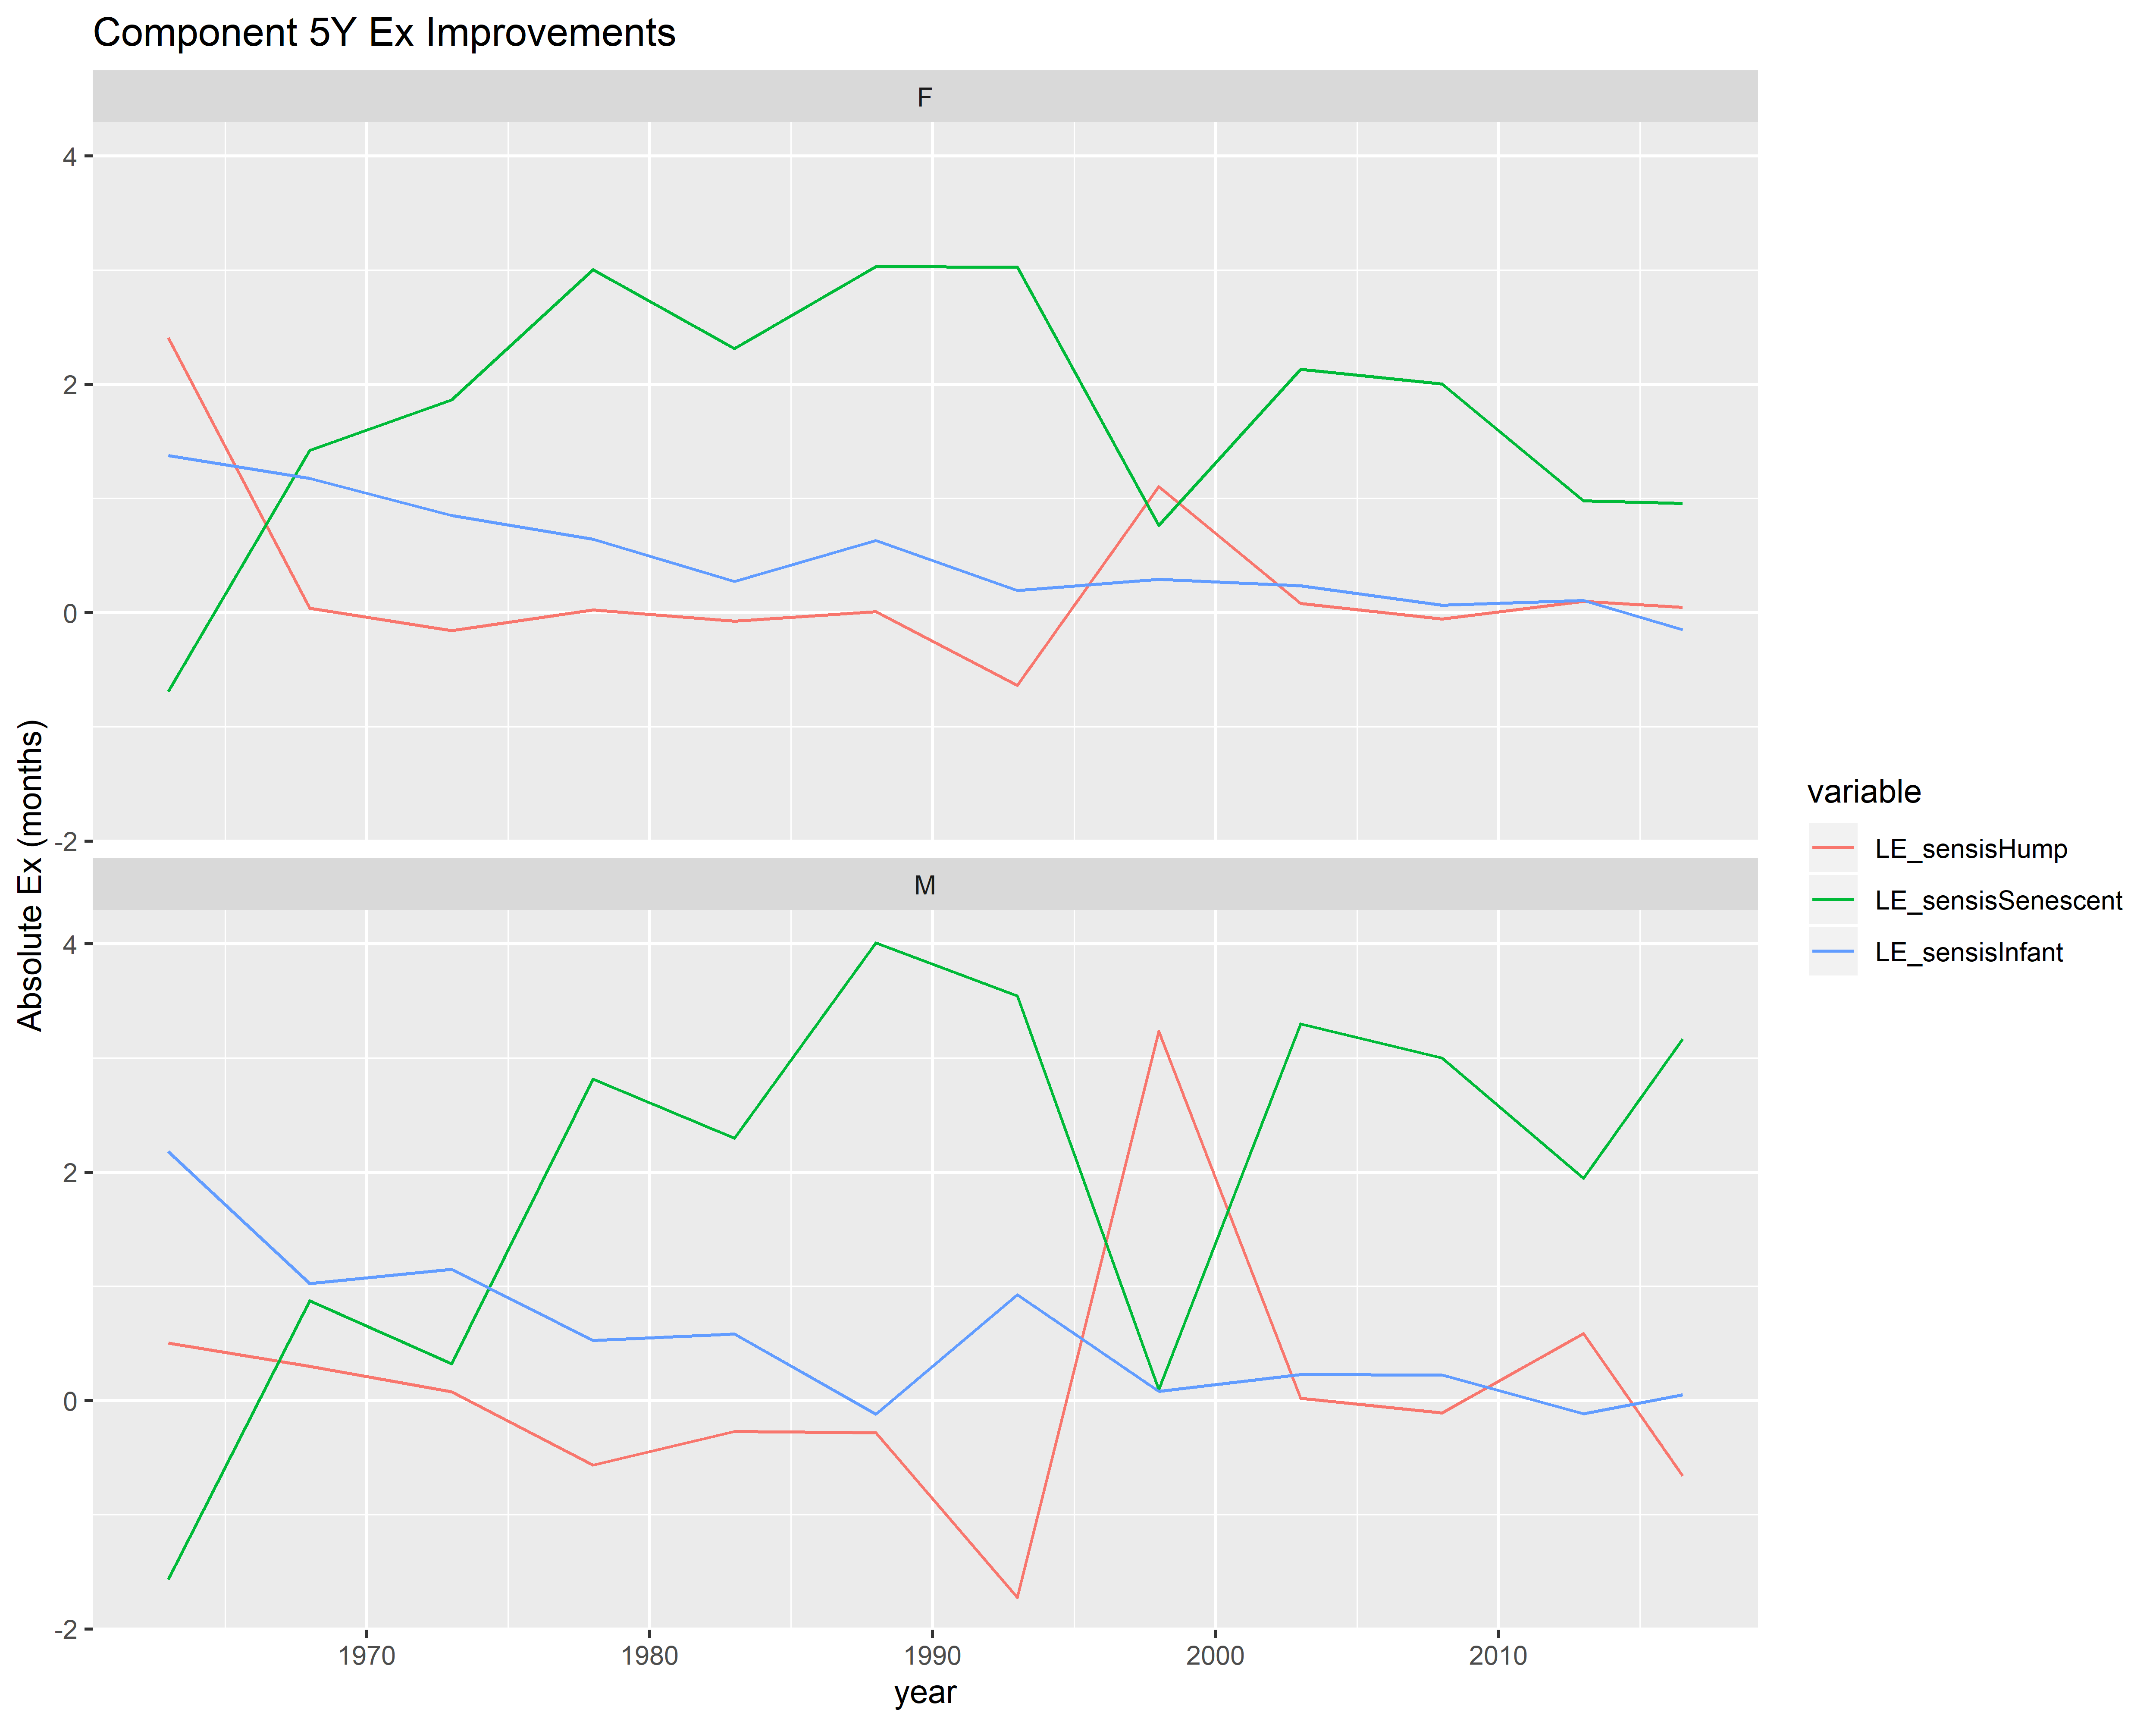 Component 5Y Ex Improvements
F
4
2
0
-2
Absolute Ex (months)
M
4
2
0
-2
1970 1980 1990 2000 2010
year
variable
LE_sensisHump
LE_sensisSenescent
LE_sensisInfant